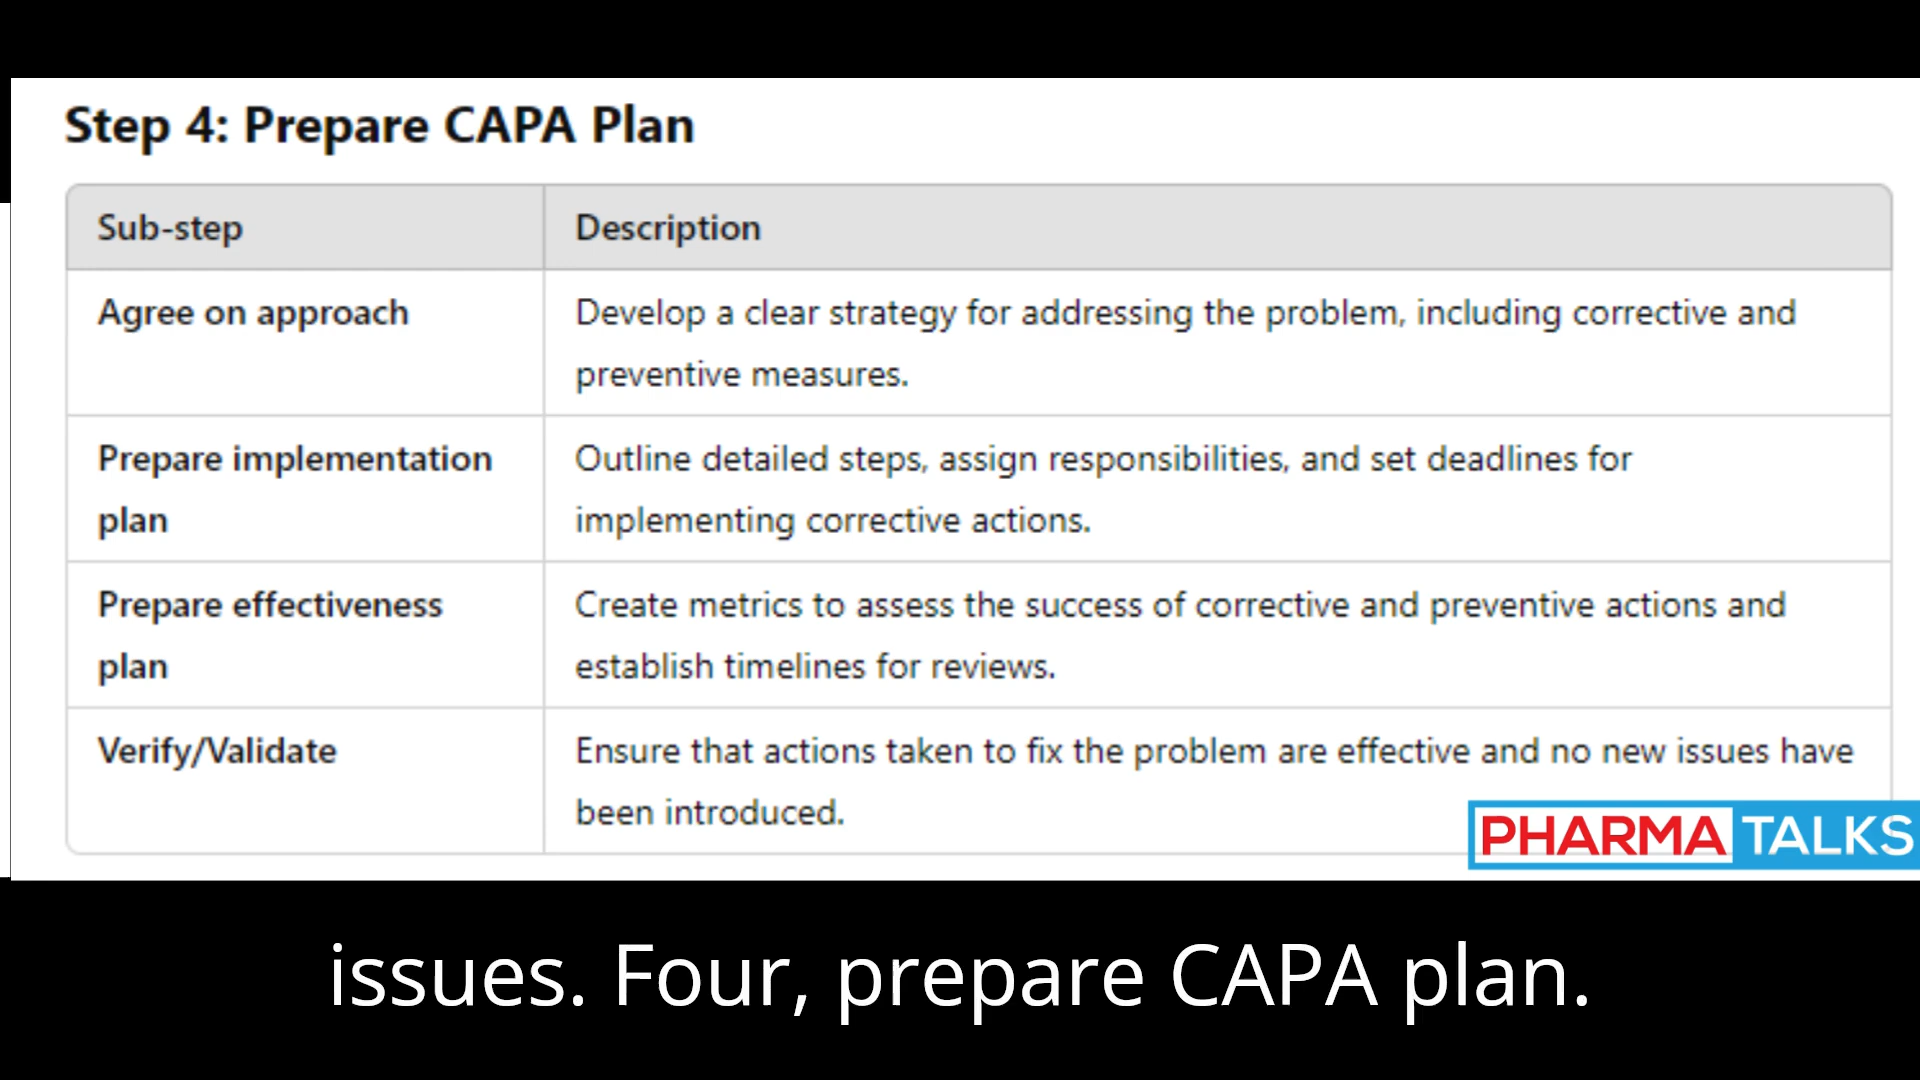 Step 4: Prepare CAPA Plan
Sub-step
Description
Agree on approach
Develop a clear strategy for addressing the problem, including corrective and
preventive measures.
Prepare implementation
plan
Outline detailed steps, assign responsibilities, and set deadlines for
implementing corrective actions.
Prepare effectiveness
plan
Create metrics to assess the success of corrective and preventive actions and
establish timelines for reviews.
Verify/Validate
Ensure that actions taken to fix the problem are effective and no new issues have
been introduced.
PHARMA TALKS
issues. Four, prepare CAPA plan.